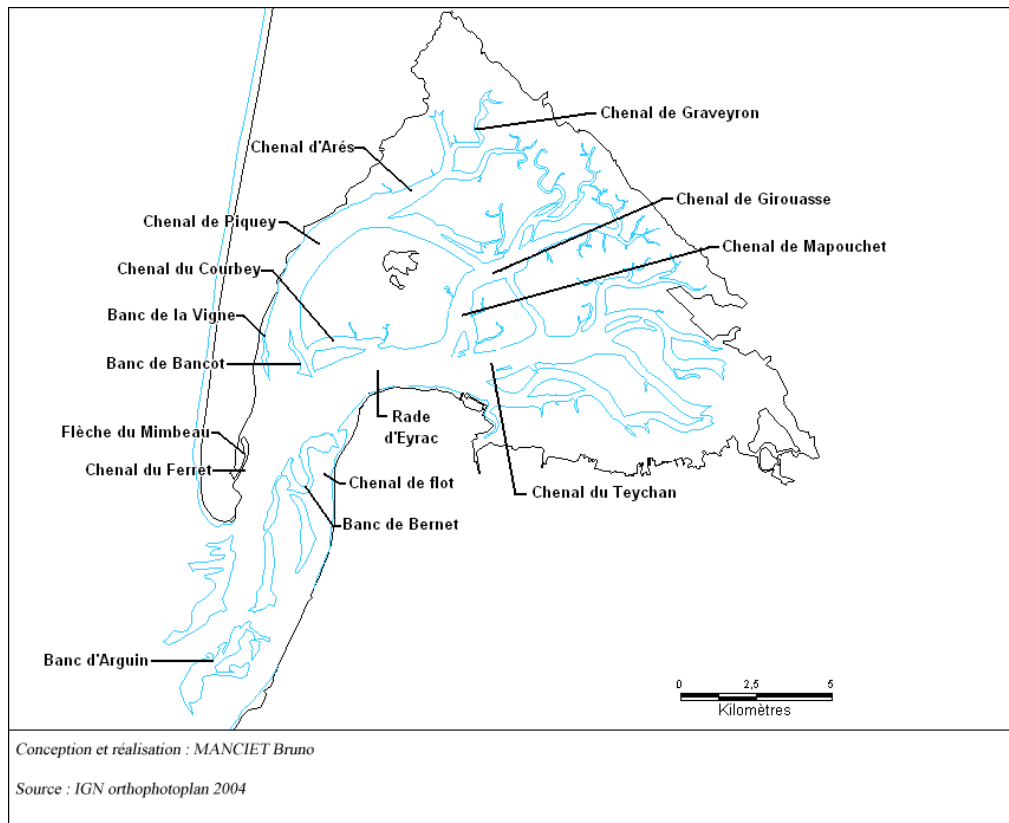 Chenal de Graveyron
Chenal d'Arés
Chenal de Girouasse
Chenal de Piquey
Chenal de Mapouchet
Chenal du Courbey
Banc de la Vigne
Banc de Bancot
Rade
d'Eyrac
Flèche du Mimbeau
Chenal du Ferret
Chenal de flot
Chenal du Teychan
Banc de Bernet
Banc d'Arguin
0 2,5 5
Kilomètres
Conception et réalisation : MANCIET Bruno
Source : IGN orthophotoplan 2004